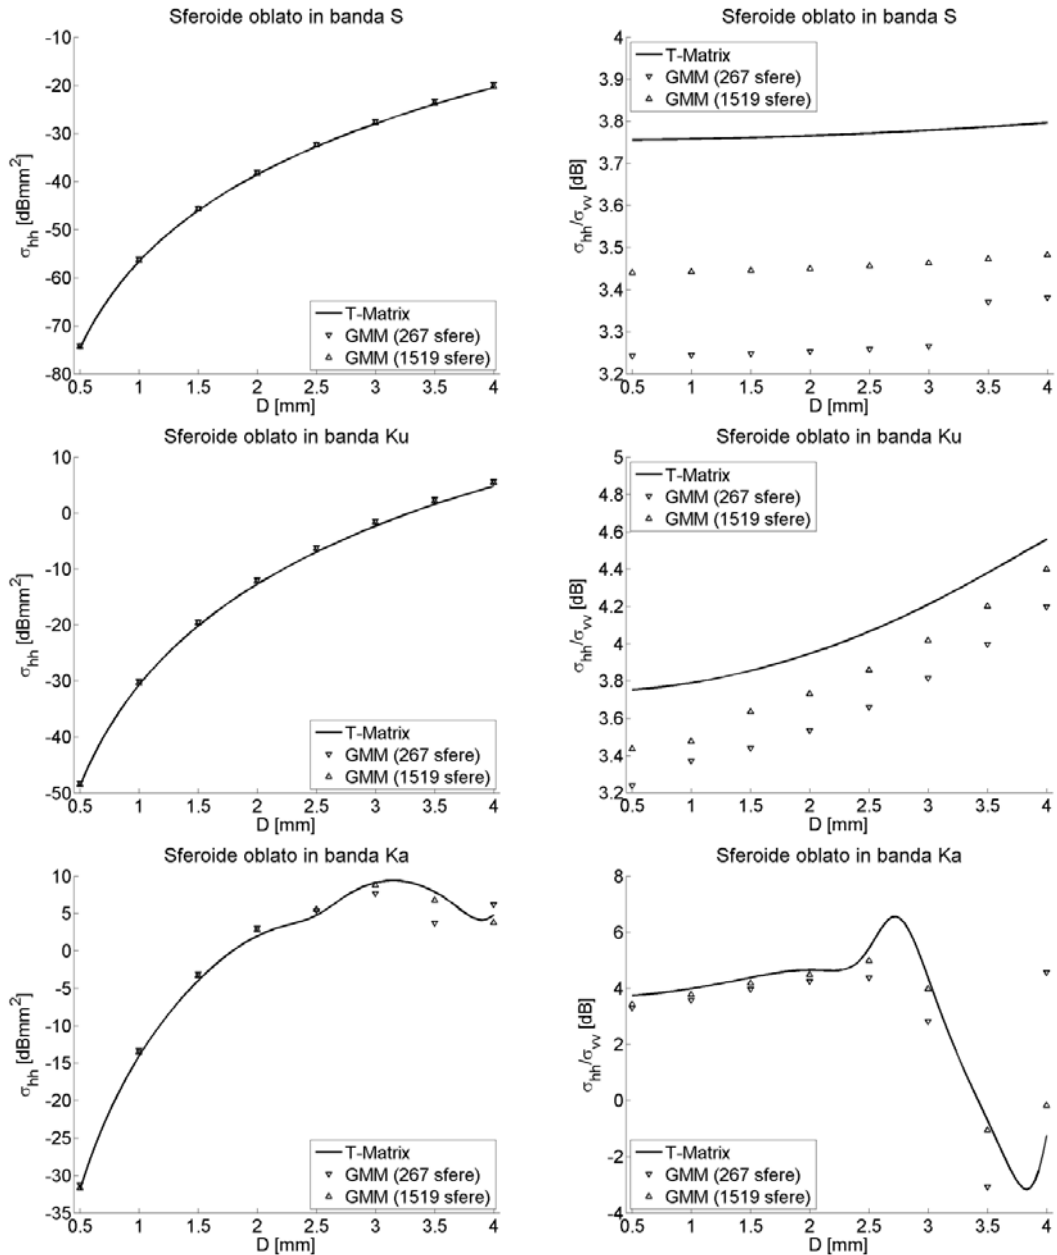 Sferoide oblato in banda S
σhh [dBmm²]
-10
-20
-30
-40
-50
-60
-70
-80
T-Matrix
GMM (267 sfere)
GMM (1519 sfere)
0.5 1 1.5 2 2.5 3 3.5 4
D [mm]
Sferoide oblato in banda S
σhh/σvv [dB]
4
3.9
3.8
3.7
3.6
3.5
3.4
3.3
3.2
T-Matrix
GMM (267 sfere)
GMM (1519 sfere)
0.5 1 1.5 2 2.5 3 3.5 4
D [mm]
Sferoide oblato in banda Ku
σhh [dBmm²]
10
0
-10
-20
-30
-40
-50
T-Matrix
GMM (267 sfere)
GMM (1519 sfere)
0.5 1 1.5 2 2.5 3 3.5 4
D [mm]
Sferoide oblato in banda Ku
σhh/σvv [dB]
5
4.8
4.6
4.4
4.2
4
3.8
3.6
3.4
3.2
T-Matrix
GMM (267 sfere)
GMM (1519 sfere)
0.5 1 1.5 2 2.5 3 3.5 4
D [mm]
Sferoide oblato in banda Ka
σhh [dBmm²]
10
5
0
-5
-10
-15
-20
-25
-30
-35
T-Matrix
GMM (267 sfere)
GMM (1519 sfere)
0.5 1 1.5 2 2.5 3 3.5 4
D [mm]
Sferoide oblato in banda Ka
σhh/σvv [dB]
8
6
4
2
0
-2
-4
T-Matrix
GMM (267 sfere)
GMM (1519 sfere)
0.5 1 1.5 2 2.5 3 3.5 4
D [mm]